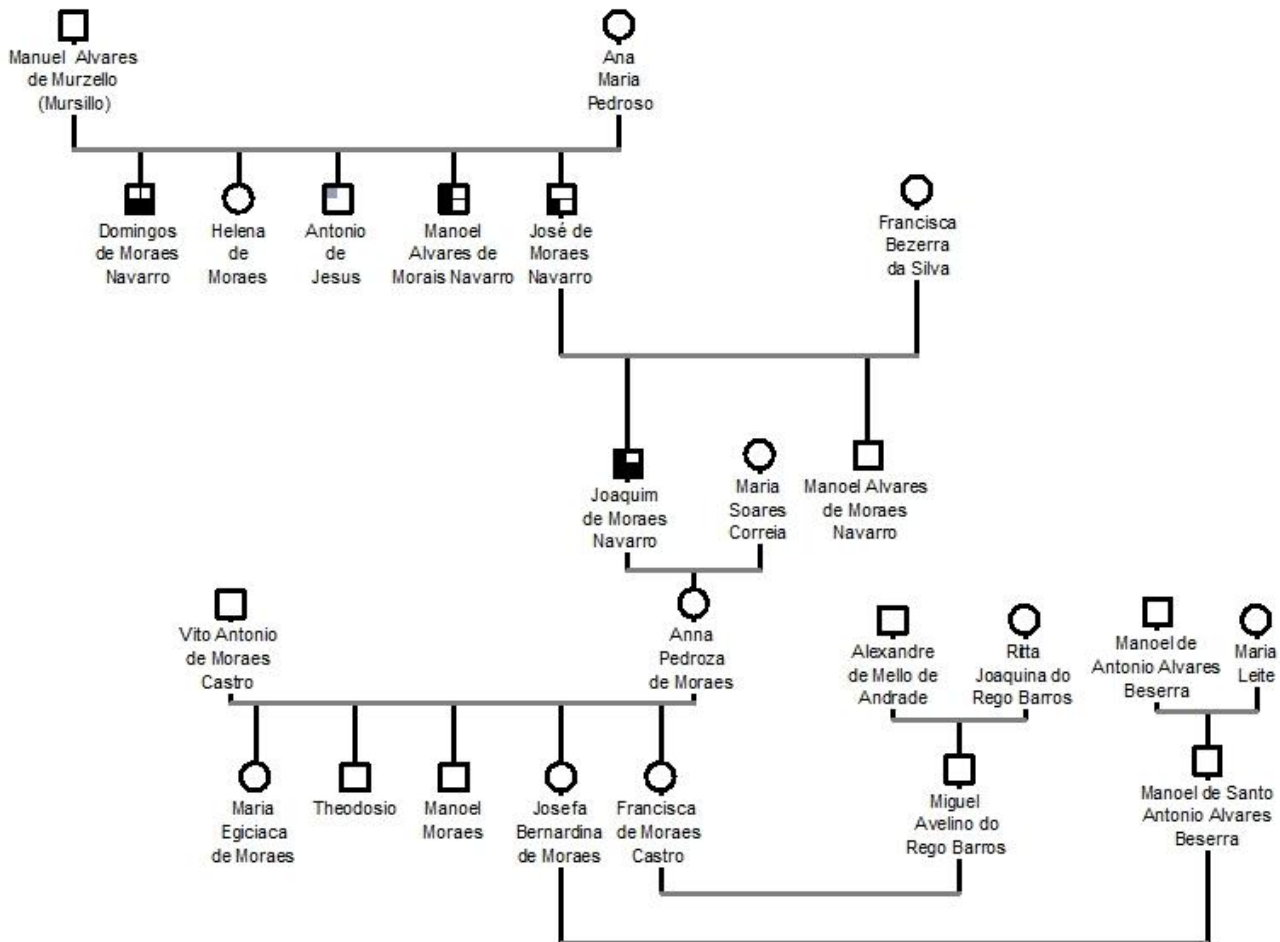 Manuel Alvares
de Murzello
(Mursillo)
Ana
Maria
Pedroso
Domingos
de Moraes
Navarro
Helena
de
Moraes
Antonio
de
Jesus
Manoel
Alvares de
Morais Navarro
José de
Moraes
Navarro
Francisca
Bezerra
da Silva
Joaquim
de Moraes
Navarro
Maria
Soares
Correia
Manoel Alvares
de Moraes
Navarro
Vito Antonio
de Moraes
Castro
Anna
Pedroza
de Moraes
Alexandre
de Mello de
Andrade
Ritta
Joaquina do
Rego Barros
Manoel de
Antonio Alvares
Beserra
Maria
Leite
Maria
Egiciaca
de Moraes
Theodosio
Manoel
Moraes
Josefa
Bernardina
de Moraes
Francisca
de Moraes
Castro
Miguel
Avelino do
Rego Barros
Manoel de Santo
Antonio Alvares
Beserra